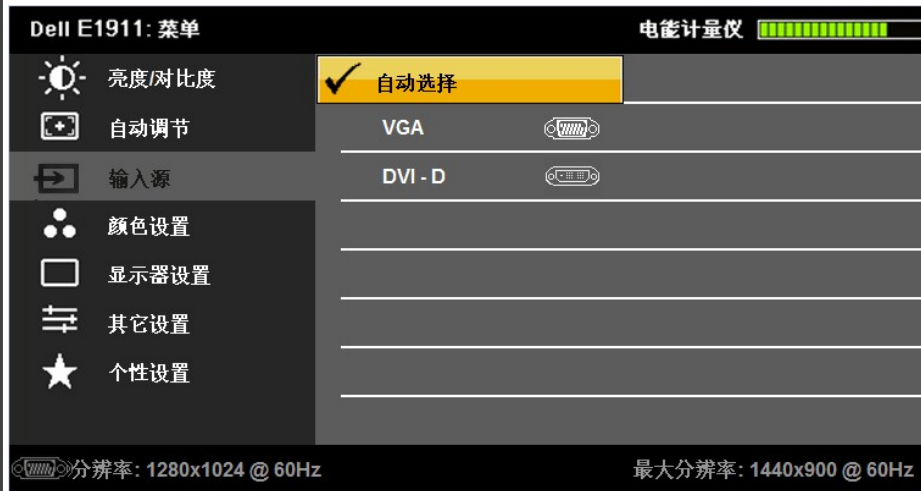 Dell E1911: 菜单 电能计量仪
亮度/对比度 自动选择
自动调节 VGA
输入源 DVI - D
颜色设置
显示器设置
其它设置
个性设置
分辨率: 1280x1024 @ 60Hz 最大分辨率: 1440x900 @ 60Hz